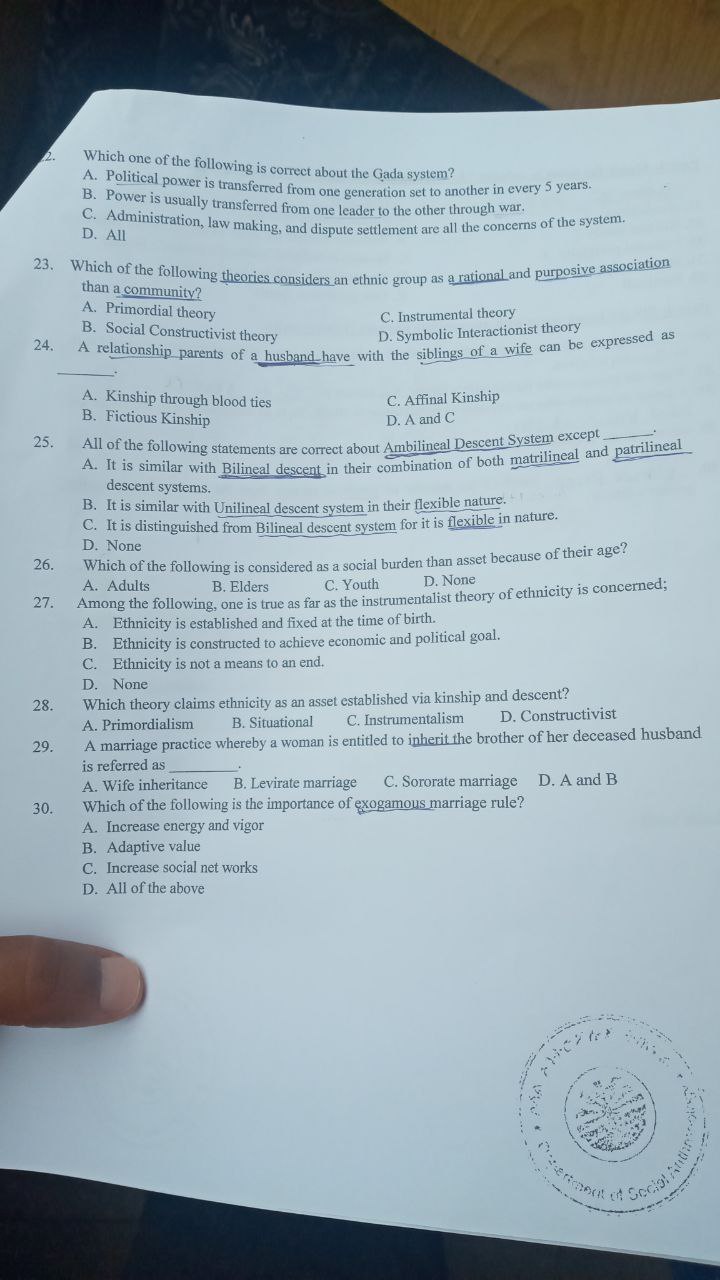 2. Which one of the following is correct about the Gada system?
A. Political power is transferred from one generation set to another in every 5 years.
B. Power is usually transferred from one leader to the other through war.
C. Administration, law making, and dispute settlement are all the concerns of the system.
D. All
23. Which of the following theories considers an ethnic group as a rational and purposive association
than a community?
A. Primordial theory C. Instrumental theory
B. Social Constructivist theory D. Symbolic Interactionist theory
24. A relationship parents of a husband have with the siblings of a wife can be expressed as
_______.
A. Kinship through blood ties C. Affinal Kinship
B. Fictious Kinship D. A and C
25. All of the following statements are correct about Ambilineal Descent System except _______.
A. It is similar with Bilineal descent in their combination of both matrilineal and patrilineal
descent systems.
B. It is similar with Unilineal descent system in their flexible nature.
C. It is distinguished from Bilineal descent system for it is flexible in nature.
D. None
26. Which of the following is considered as a social burden than asset because of their age?
A. Adults B. Elders C. Youth D. None
27. Among the following, one is true as far as the instrumentalist theory of ethnicity is concerned;
A. Ethnicity is established and fixed at the time of birth.
B. Ethnicity is constructed to achieve economic and political goal.
C. Ethnicity is not a means to an end.
D. None
28. Which theory claims ethnicity as an asset established via kinship and descent?
A. Primordialism B. Situational C. Instrumentalism D. Constructivist
29. A marriage practice whereby a woman is entitled to inherit the brother of her deceased husband
is referred as _________.
A. Wife inheritance B. Levirate marriage C. Sororate marriage D. A and B
30. Which of the following is the importance of exogamous marriage rule?
A. Increase energy and vigor
B. Adaptive value
C. Increase social net works
D. All of the above
of Social